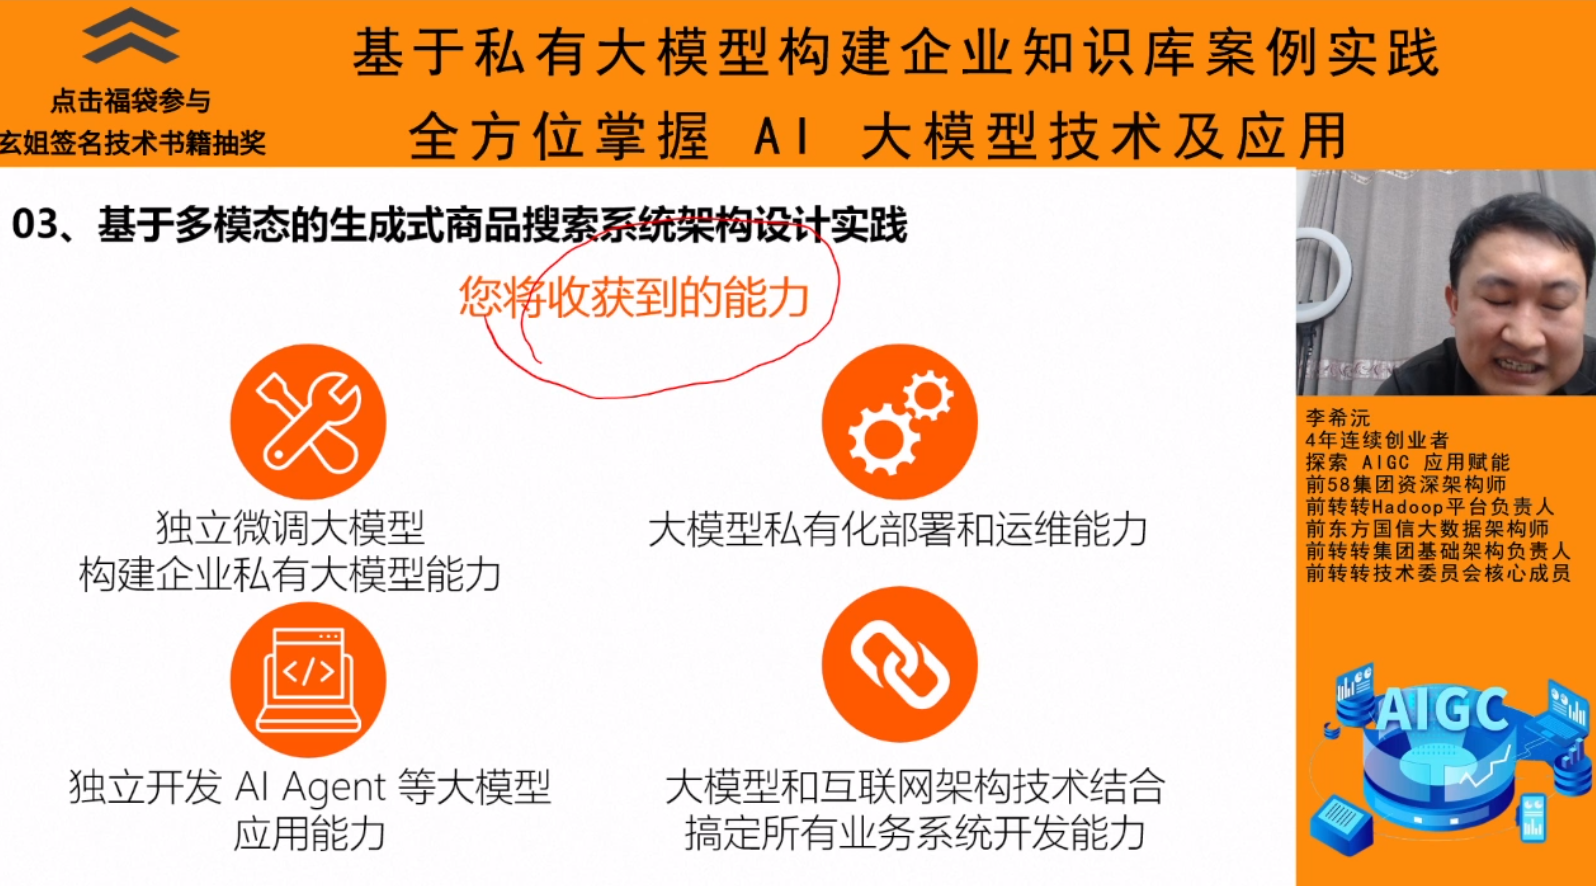 点击福袋参与
玄姐签名技术书籍抽奖
基于私有大模型构建企业知识库案例实践
全方位掌握 AI 大模型技术及应用
03、基于多模态的生成式商品搜索系统架构设计实践
您将收获到的能力
独立微调大模型
构建企业私有大模型能力
大模型私有化部署和运维能力
</>
独立开发 AI Agent 等大模型
应用能力
大模型和互联网架构技术结合
搞定所有业务系统开发能力
李希沅
4年连续创业者
探索 AIGC 应用赋能
前58集团资深架构师
前转转Hadoop平台负责人
前东方国信大数据架构师
前转转集团基础架构负责人
前转转技术委员会核心成员
AIGC